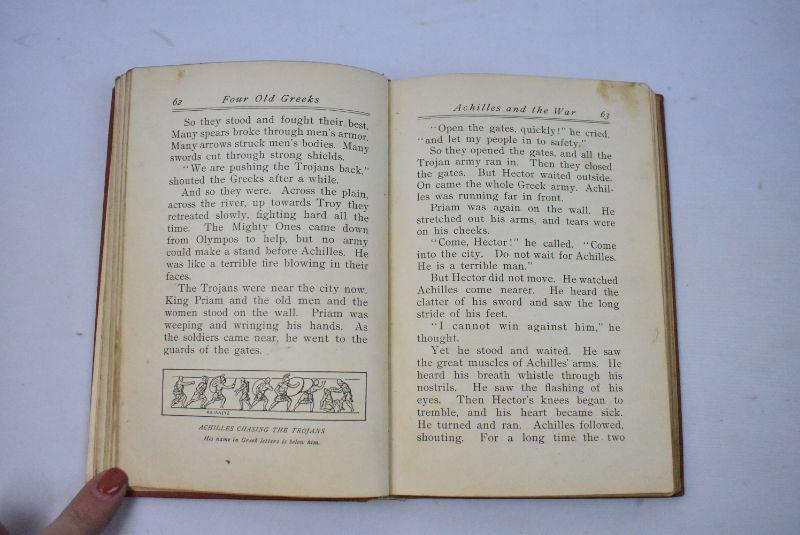 62 Four Old Greeks
So they stood and fought their best.
Many spears broke through men's armor.
Many arrows struck men's bodies. Many
swords cut through strong shields.
"We are pushing the Trojans back,"
shouted the Greeks after a while.
And so they were. Across the plain,
across the river, up towards Troy they
retreated slowly, fighting hard all the
time. The Mighty Ones came down
from Olympos to help, but no army
could make a stand before Achilles. He
was like a terrible fire blowing in their
faces.
The Trojans were near the city now.
King Priam and the old men and the
women stood on the wall. Priam was
weeping and wringing his hands. As
the soldiers came near, he went to the
guards of the gates.
ACHILLES CHASING THE TROJANS
His name in Greek letters is below him.
Achilles and the War 63
"Open the gates, quickly!" he cried,
"and let my people in to safety."
So they opened the gates, and all the
Trojan army ran in. Then they closed
the gates. But Hector waited outside.
On came the whole Greek army. Achil-
les was running far in front.
Priam was again on the wall. He
stretched out his arms, and tears were
on his cheeks.
"Come, Hector!" he called, "Come
into the city. Do not wait for Achilles.
He is a terrible man."
But Hector did not move. He watched
Achilles come nearer. He heard the
clatter of his sword and saw the long
stride of his feet.
"I cannot win against him," he
thought.
Yet he stood and waited. He saw
the great muscles of Achilles' arms. He
heard his breath whistle through his
nostrils. He saw the flashing of his
eyes. Then Hector's knees began to
tremble, and his heart became sick.
He turned and ran. Achilles followed,
shouting. For a long time the two